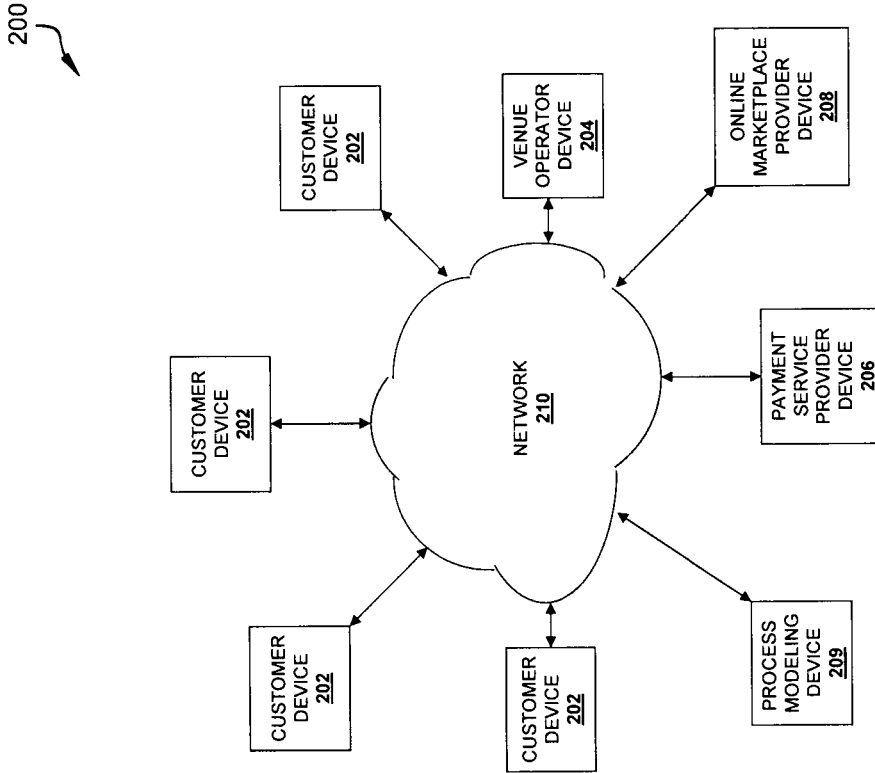 200
CUSTOMER
DEVICE
202
CUSTOMER
DEVICE
202
CUSTOMER
DEVICE
202
CUSTOMER
DEVICE
202
NETWORK
210
VENUE
OPERATOR
DEVICE
204
PROCESS
MODELING
DEVICE
209
PAYMENT
SERVICE
PROVIDER
DEVICE
206
ONLINE
MARKETPLACE
PROVIDER
DEVICE
208